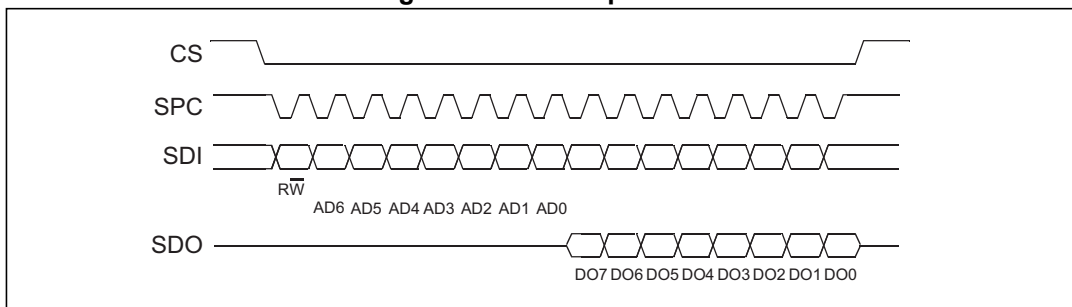 CS
SPC
SDI
RW
AD6 AD5 AD4 AD3 AD2 AD1 AD0
SDO
DO7 DO6 DO5 DO4 DO3 DO2 DO1 DO0